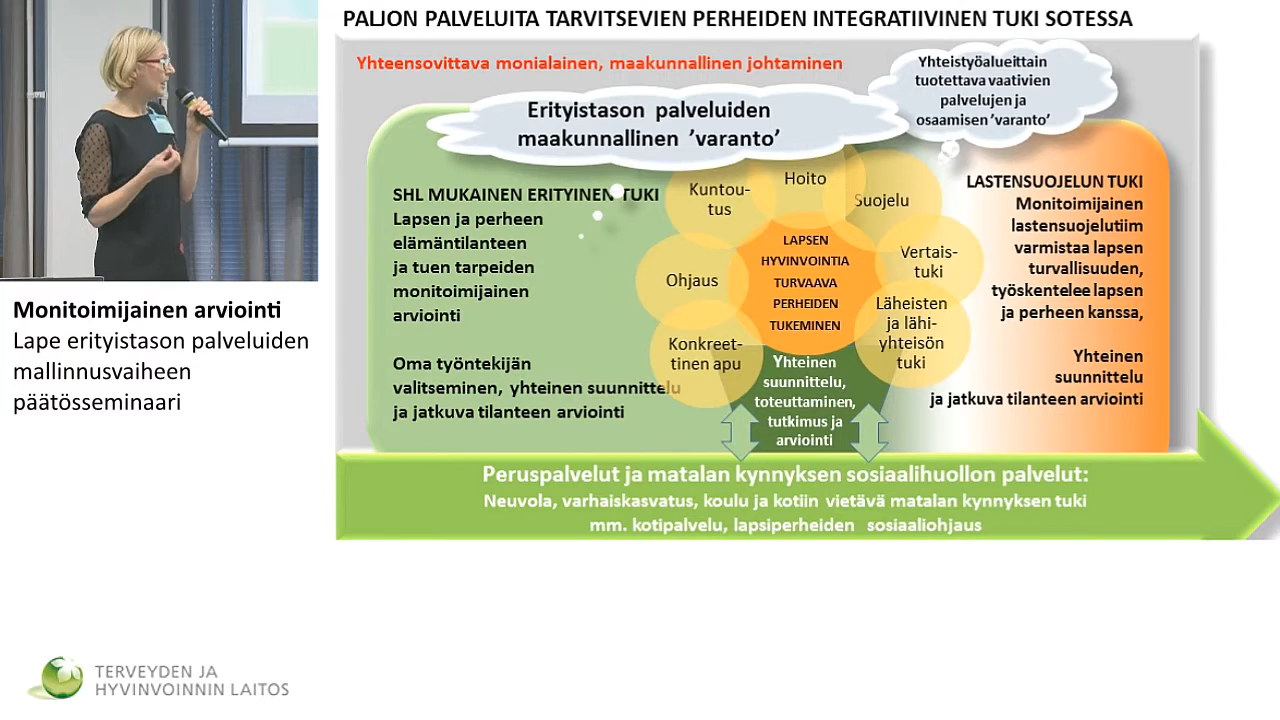 PALJON PALVELUITA TARVITSEVIEN PERHEIDEN INTEGRATIIVINEN TUKI SOTESSA
Yhteensovittava monialainen, maakunnallinen johtaminen
Yhteistyöalueittain
tuotettava vaativien
palvelujen ja
osaamisen ’varanto’
Erityistason palveluiden
maakunnallinen ’varanto’
SHL MUKAINEN ERITYINEN TUKI
Lapsen ja perheen
elämäntilanteen
ja tuen tarpeiden
monitoimijainen
arviointi
Oma työntekijän
valitseminen, yhteinen suunnittelu
ja jatkuva tilanteen arviointi
Konkreet-
tinen apu
Ohjaus
Kuntou-
tus
Hoito
Suojelu
Vertais-
tuki
Läheisten
ja lähi-
yhteisön
tuki
LAPSEN
HYVINVOINTIA
TURVAAVA
PERHEIDEN
TUKEMINEN
Yhteinen
suunnittelu,
toteuttaminen,
tutkimus ja
arviointi
LASTENSUOJELUN TUKI
Monitoimijainen
lastensuojelutiim
varmistaa lapsen
turvallisuuden,
työskentelee lapsen
ja perheen kanssa,
Yhteinen
suunnittelu
ja jatkuva tilanteen arviointi
Peruspalvelut ja matalan kynnyksen sosiaalihuollon palvelut:
Neuvola, varhaiskasvatus, koulu ja kotiin vietävä matalan kynnyksen tuki
mm. kotipalvelu, lapsiperheiden sosiaaliohjaus
Monitoimijainen arviointi
Lape erityistason palveluiden
mallinnusvaiheen
päätösseminaari
TERVEYDEN JA
HYVINVOINNIN LAITOS